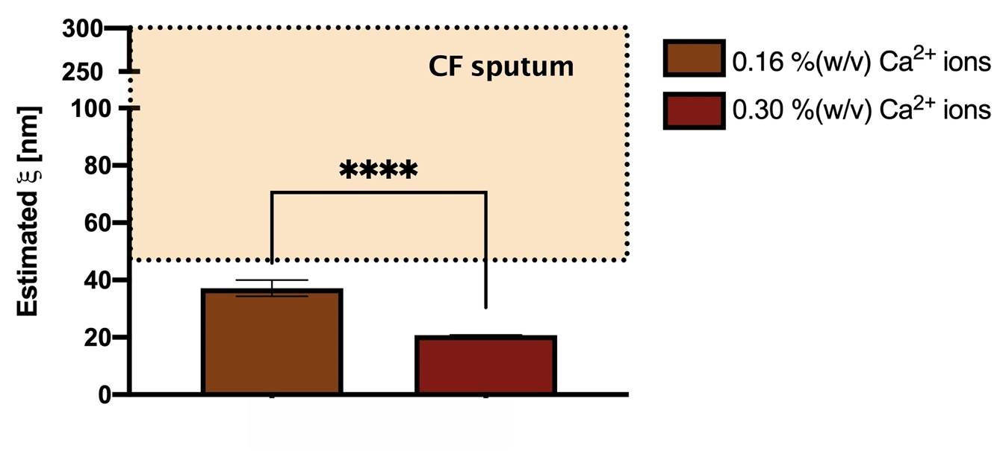 300
CF sputum
250
100
80
60
40
20
0
Estimated ξ [nm]
****
0.16 %(w/v) Ca²⁺ ions
0.30 %(w/v) Ca²⁺ ions